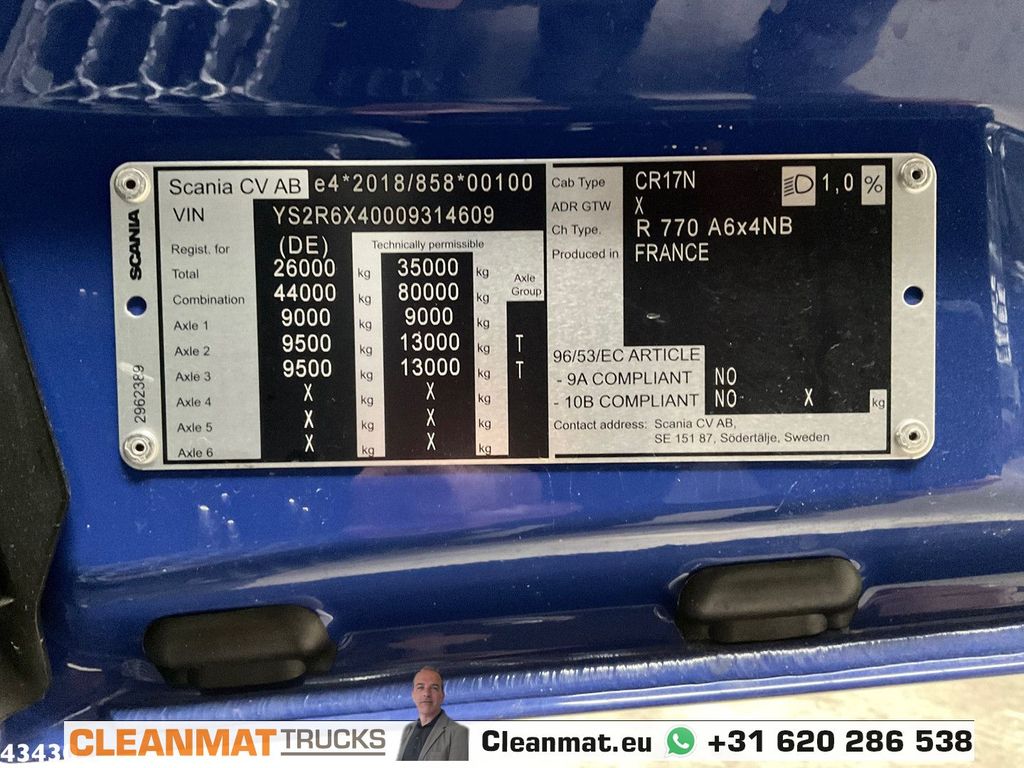 Scania CV AB e4*2018/858*00100
VIN YS2R6X40009314609
Regist. for (DE) Technically permissible
Total 26000 kg 35000 kg Axle Group
Combination 44000 kg 80000 kg
Axle 1 9000 kg 9000 kg
Axle 2 9500 kg 13000 kg T
Axle 3 9500 kg 13000 kg T
Axle 4 X kg X kg
Axle 5 X kg X kg
Axle 6 X kg X kg
SCANIA
2962389
Cab Type CR17N 1,0 %
ADR GTW X
Ch Type. R 770 A6x4NB
Produced in FRANCE
96/53/EC ARTICLE
- 9A COMPLIANT NO
- 10B COMPLIANT NO X kg
Contact address: Scania CV AB,
SE 151 87, Södertälje, Sweden
CLEANMAT TRUCKS Cleanmat.eu +31 620 286 538